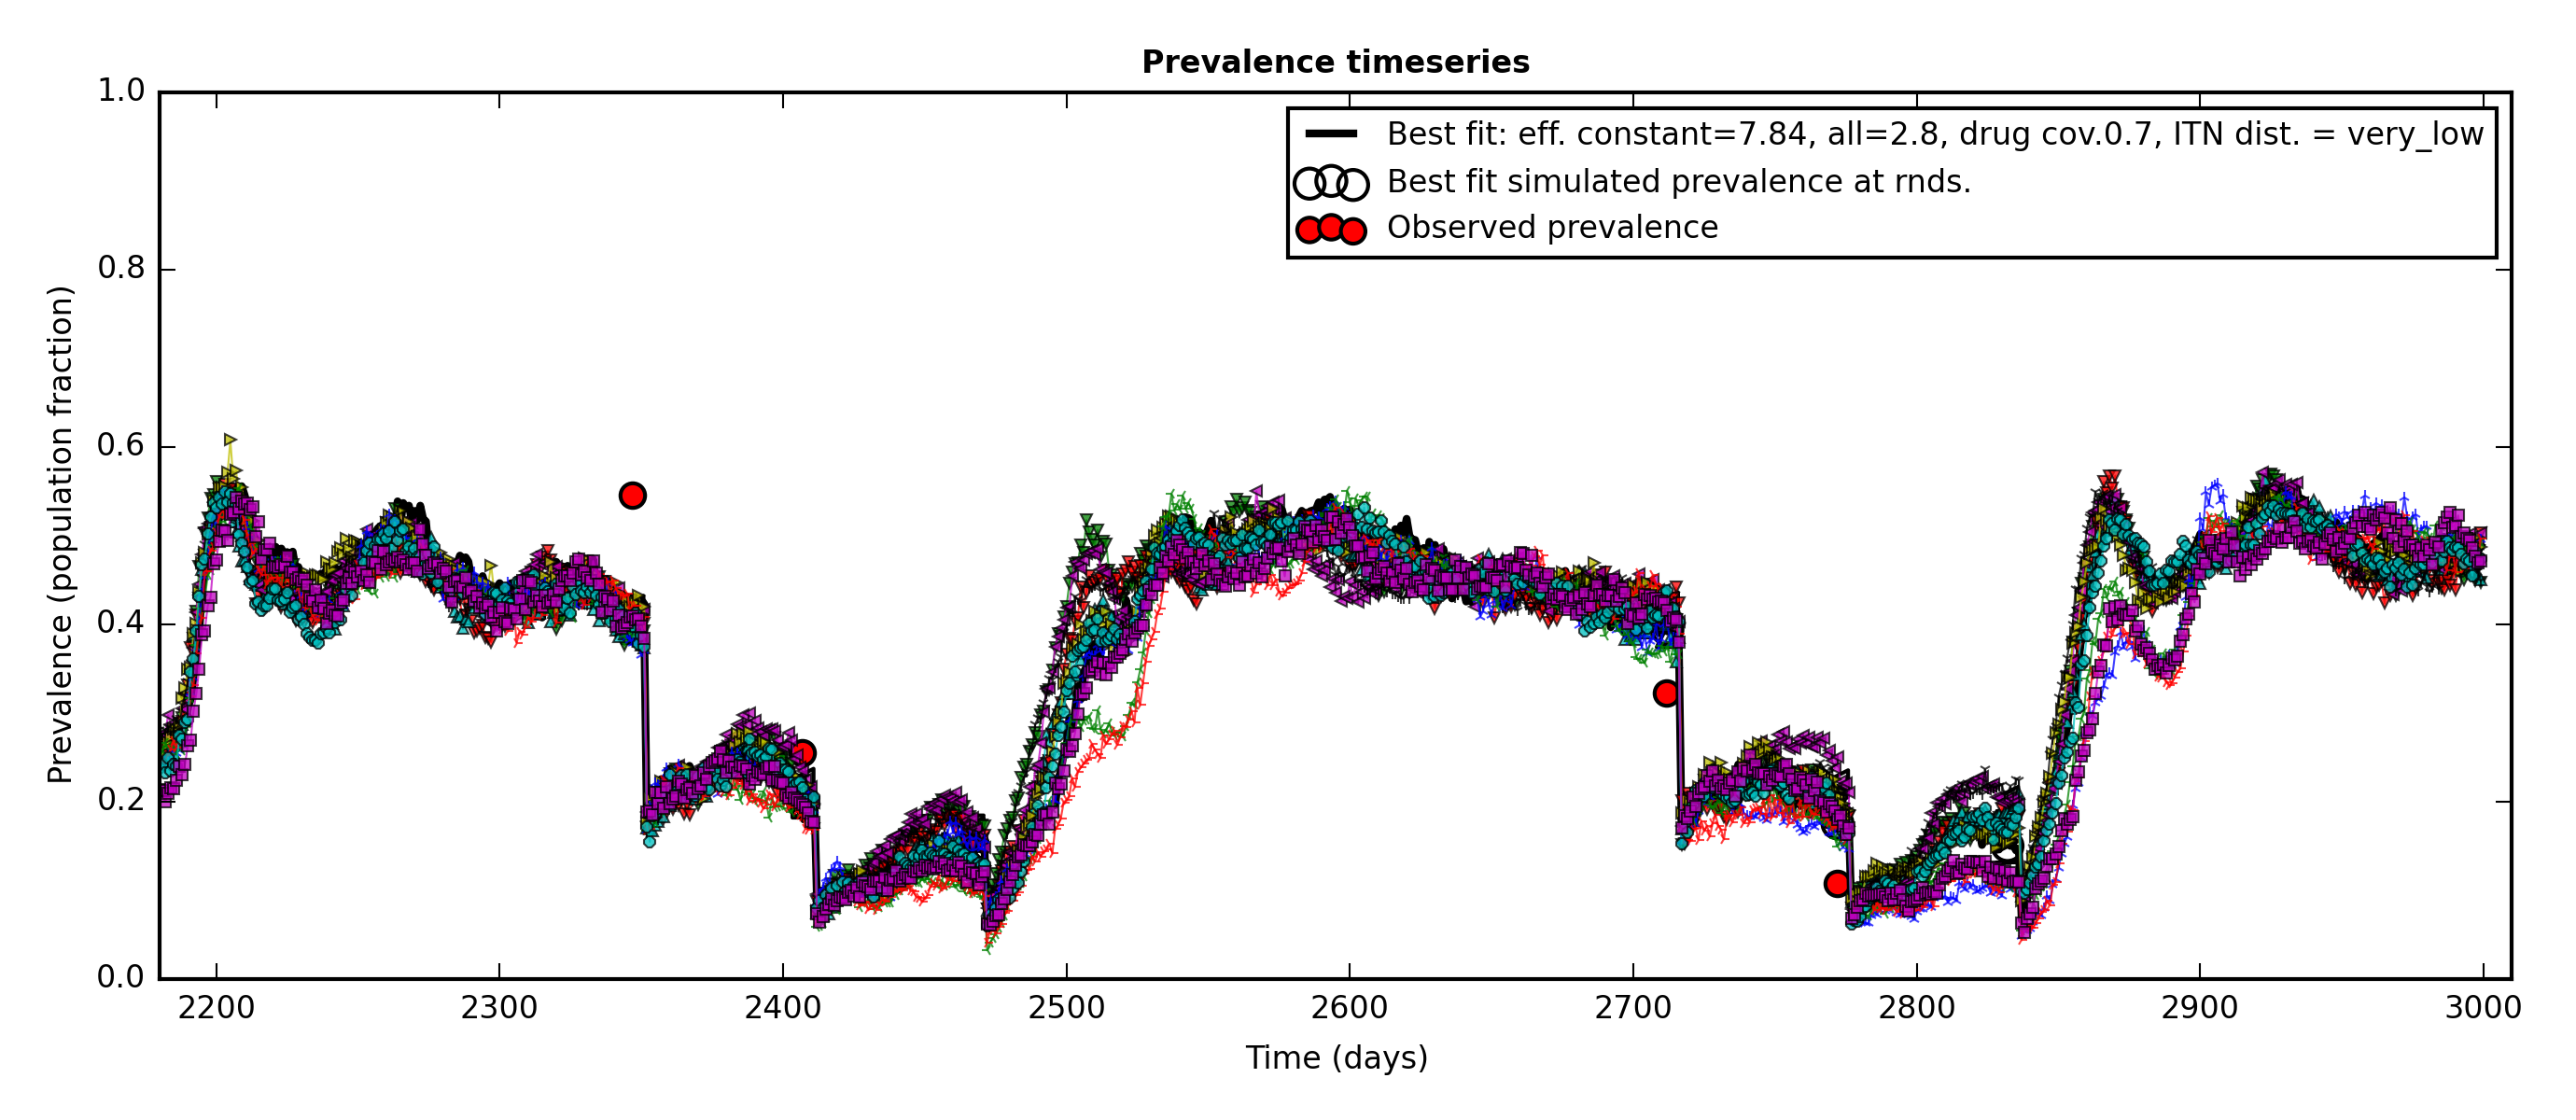 Prevalence timeseries
1.0
0.8
0.6
0.4
0.2
0.0
Prevalence (population fraction)
Best fit: eff. constant=7.84, all=2.8, drug cov.0.7, ITN dist. = very_low
Best fit simulated prevalence at rnds.
Observed prevalence
2200 2300 2400 2500 2600 2700 2800 2900 3000
Time (days)